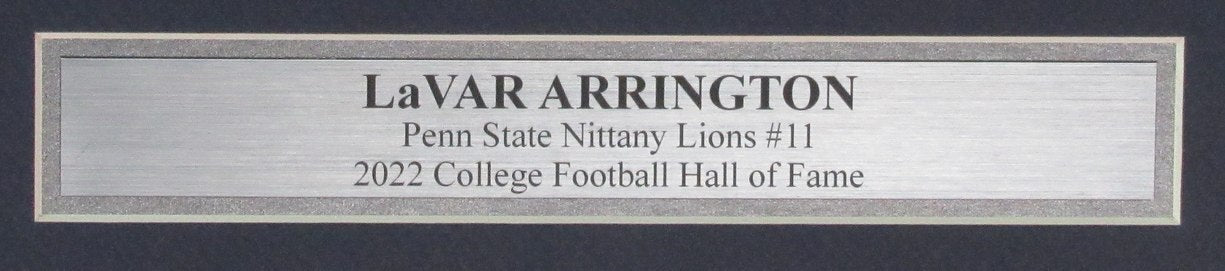 LaVAR ARRINGTON
Penn State Nittany Lions #11
2022 College Football Hall of Fame